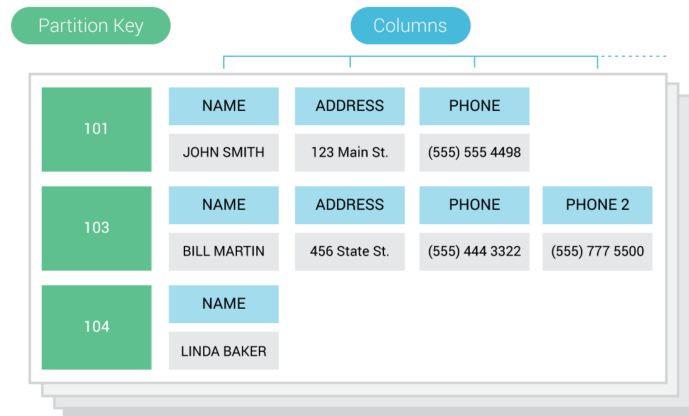 Partition Key
Columns
101
NAME ADDRESS PHONE
JOHN SMITH 123 Main St. (555) 555 4498
103
NAME ADDRESS PHONE PHONE 2
BILL MARTIN 456 State St. (555) 444 3322 (555) 777 5500
104
NAME
LINDA BAKER